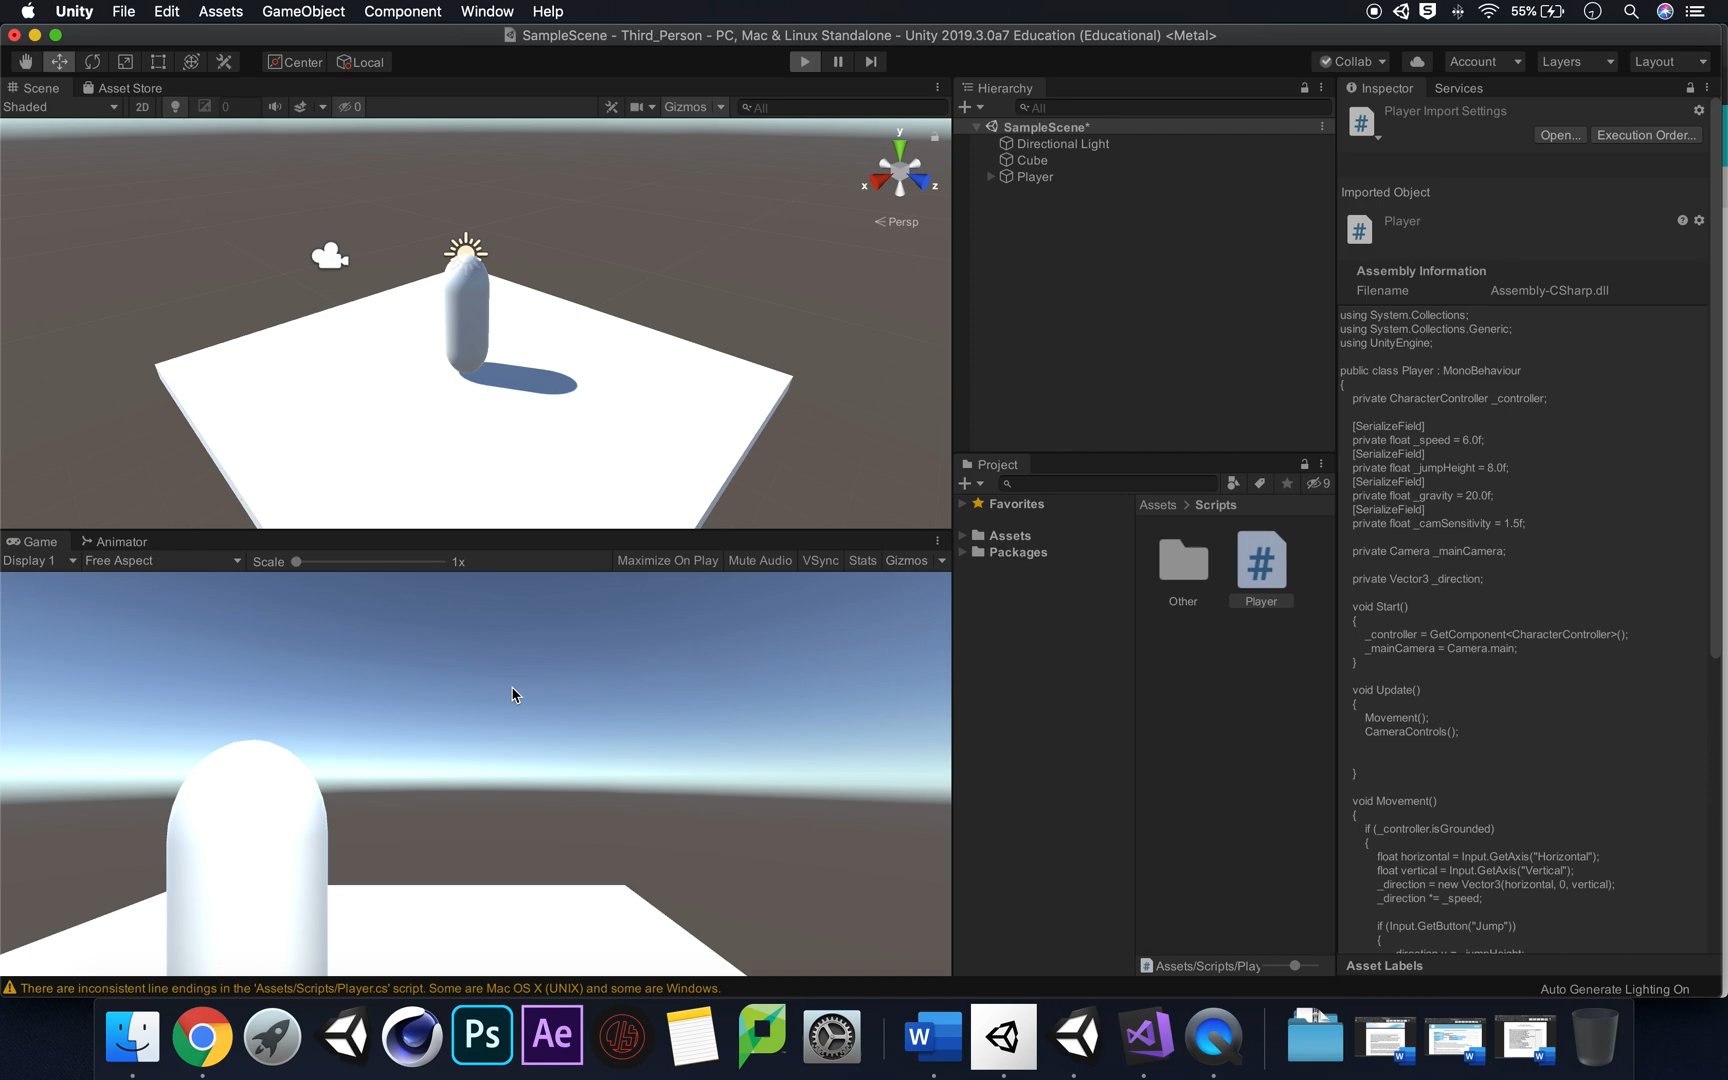 Unity File Edit Assets GameObject Component Window Help 55%
SampleScene - Third_Person - PC, Mac & Linux Standalone - Unity 2019.3.0a7 Education (Educational) <Metal>
Center Local Collab Account Layers Layout
Scene Asset Store
Shaded 2D 0 0 Gizmos All
y
x z
Persp
Game Animator
Display 1 Free Aspect Scale 1x Maximize On Play Mute Audio VSync Stats Gizmos
Hierarchy
All
SampleScene*
Directional Light
Cube
Player
Project
9
Favorites
Assets
Packages
Assets > Scripts
Other Player
Assets/Scripts/Play
Inspector Services
Player Import Settings
Open... Execution Order...
Imported Object
Player
Assembly Information
Filename Assembly-CSharp.dll
using System.Collections;
using System.Collections.Generic;
using UnityEngine;
public class Player : MonoBehaviour
{
private CharacterController _controller;
[SerializeField]
private float _speed = 6.0f;
[SerializeField]
private float _jumpHeight = 8.0f;
[SerializeField]
private float _gravity = 20.0f;
[SerializeField]
private float _camSensitivity = 1.5f;
private Camera _mainCamera;
private Vector3 _direction;
void Start()
{
_controller = GetComponent<CharacterController>();
_mainCamera = Camera.main;
}
void Update()
{
Movement();
CameraControls();
}
void Movement()
{
if (_controller.isGrounded)
{
float horizontal = Input.GetAxis("Horizontal");
float vertical = Input.GetAxis("Vertical");
_direction = new Vector3(horizontal, 0, vertical);
_direction *= _speed;
if (Input.GetButton("Jump"))
{
Asset Labels
There are inconsistent line endings in the 'Assets/Scripts/Player.cs' script. Some are Mac OS X (UNIX) and some are Windows.
Auto Generate Lighting On
Ps Ae W